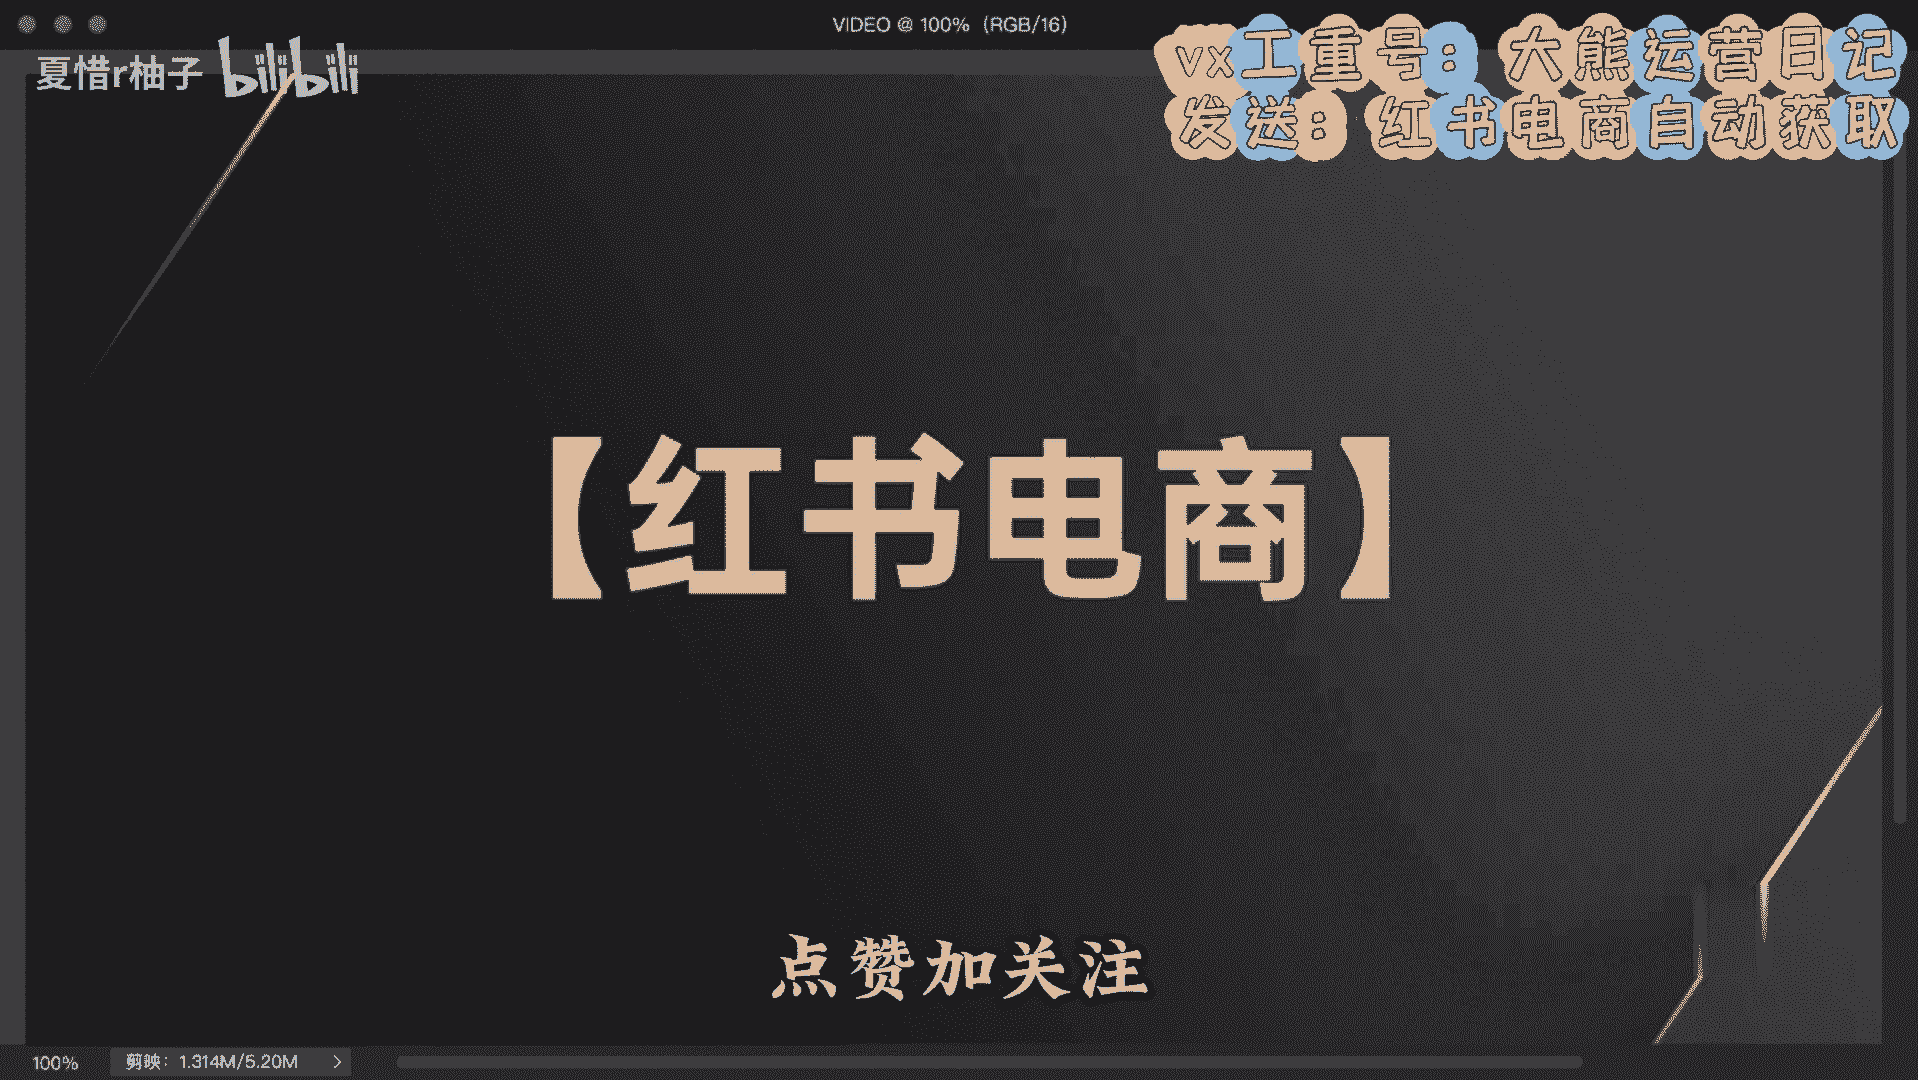 VIDEO @ 100% (RGB/16)
夏惜r柚子 bilibili
vx工重号：大熊运营日记
发送：红书电商自动获取
【红书电商】
点赞加关注
100% 剪映：1.314M/5.20M >